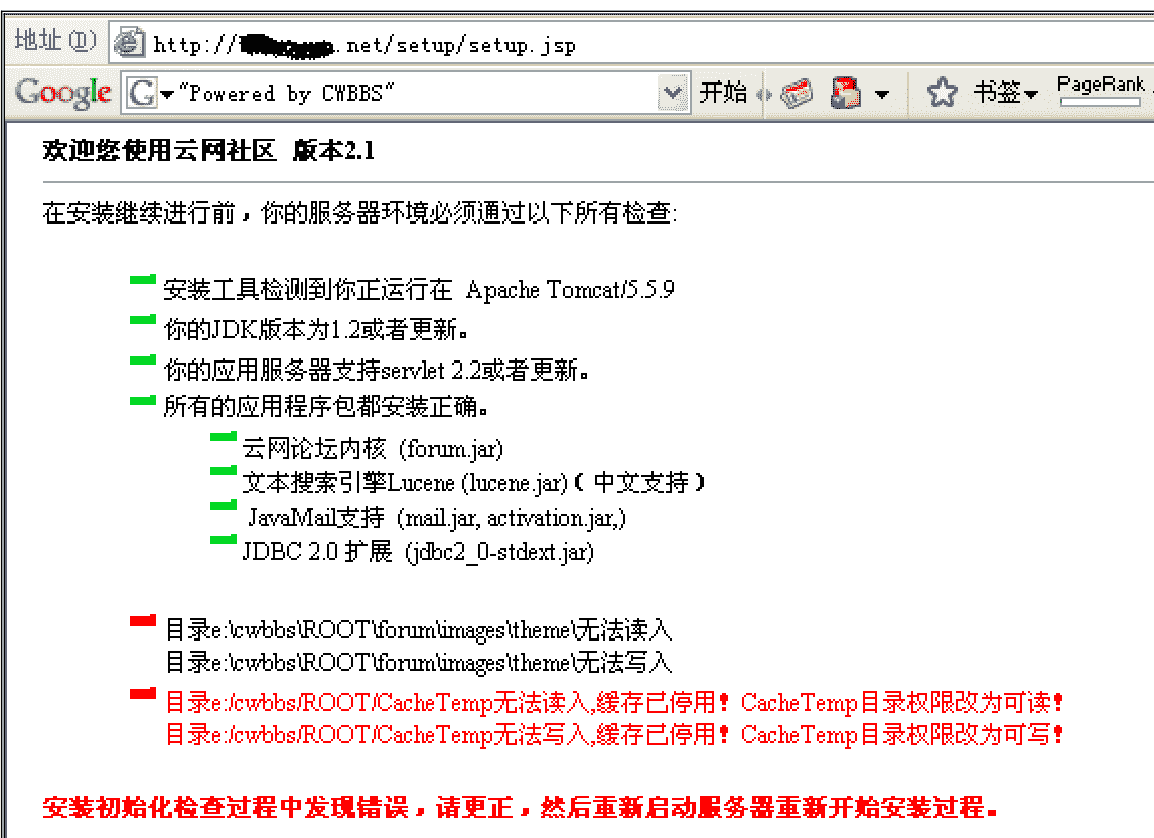 地址(D) http:// .net/setup/setup.jsp
Google G "Powered by CWBBS" 开始 书签 PageRank
欢迎您使用云网社区 版本2.1
在安装继续进行前，你的服务器环境必须通过以下所有检查:
安装工具检测到你正运行在 Apache Tomcat/5.5.9
你的JDK版本为1.2或者更新。
你的应用服务器支持servlet 2.2或者更新。
所有的应用程序包都安装正确。
云网论坛内核 (forum.jar)
文本搜索引擎Lucene (lucene.jar)（中文支持）
JavaMail支持 (mail.jar, activation.jar,)
JDBC 2.0 扩展 (jdbc2_0-stdext.jar)
目录e:\cwbbs\ROOT\forum\images\theme\无法读入
目录e:\cwbbs\ROOT\forum\images\theme\无法写入
目录e:/cwbbs/ROOT/CacheTemp无法读入,缓存已停用！CacheTemp目录权限改为可读！
目录e:/cwbbs/ROOT/CacheTemp无法写入,缓存已停用！CacheTemp目录权限改为可写！
安装初始化检查过程中发现错误，请更正，然后重新启动服务器重新开始安装过程。